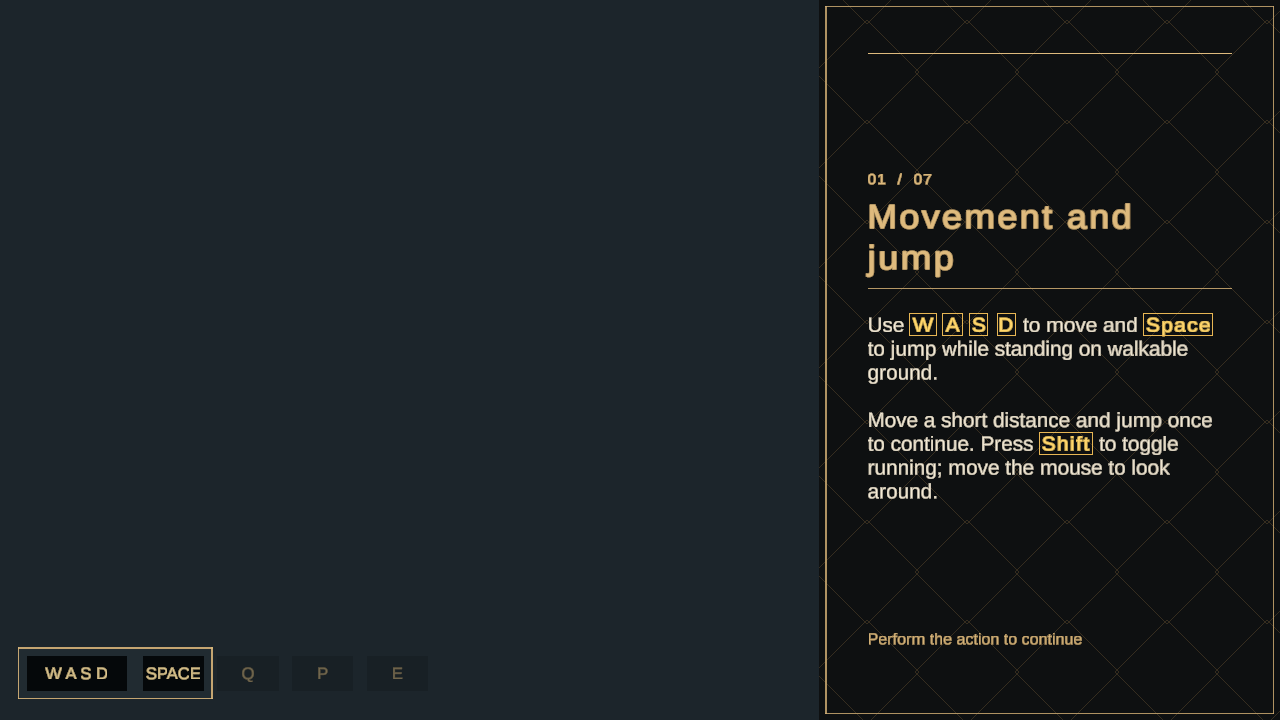 01 / 07
Movement and
jump
Use W A S D to move and Space
to jump while standing on walkable
ground.
Move a short distance and jump once
to continue. Press Shift to toggle
running; move the mouse to look
around.
Perform the action to continue
W A S D SPACE Q P E